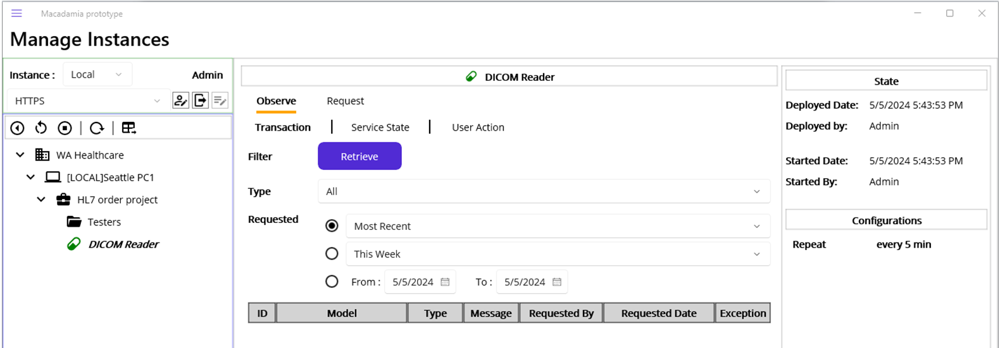 Macadamia prototype
Manage Instances
Instance : Local Admin
HTTPS
WA Healthcare
[LOCAL]Seattle PC1
HL7 order project
Testers
DICOM Reader
DICOM Reader
Observe Request
Transaction | Service State | User Action
Filter Retrieve
Type All
Requested Most Recent
This Week
From : 5/5/2024 To : 5/5/2024
ID Model Type Message Requested By Requested Date Exception
State
Deployed Date: 5/5/2024 5:43:53 PM
Deployed by: Admin
Started Date: 5/5/2024 5:43:53 PM
Started By: Admin
Configurations
Repeat every 5 min